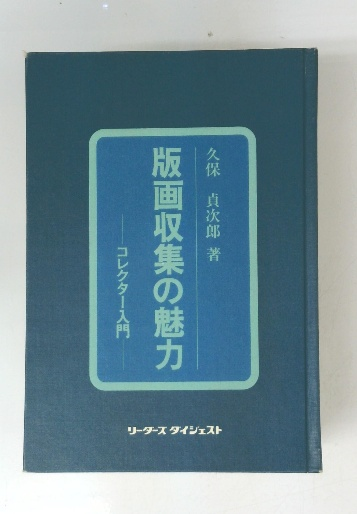 久保 貞次郎 著
版画収集の魅力
――コレクター入門――
リーダーズ ダイジェスト